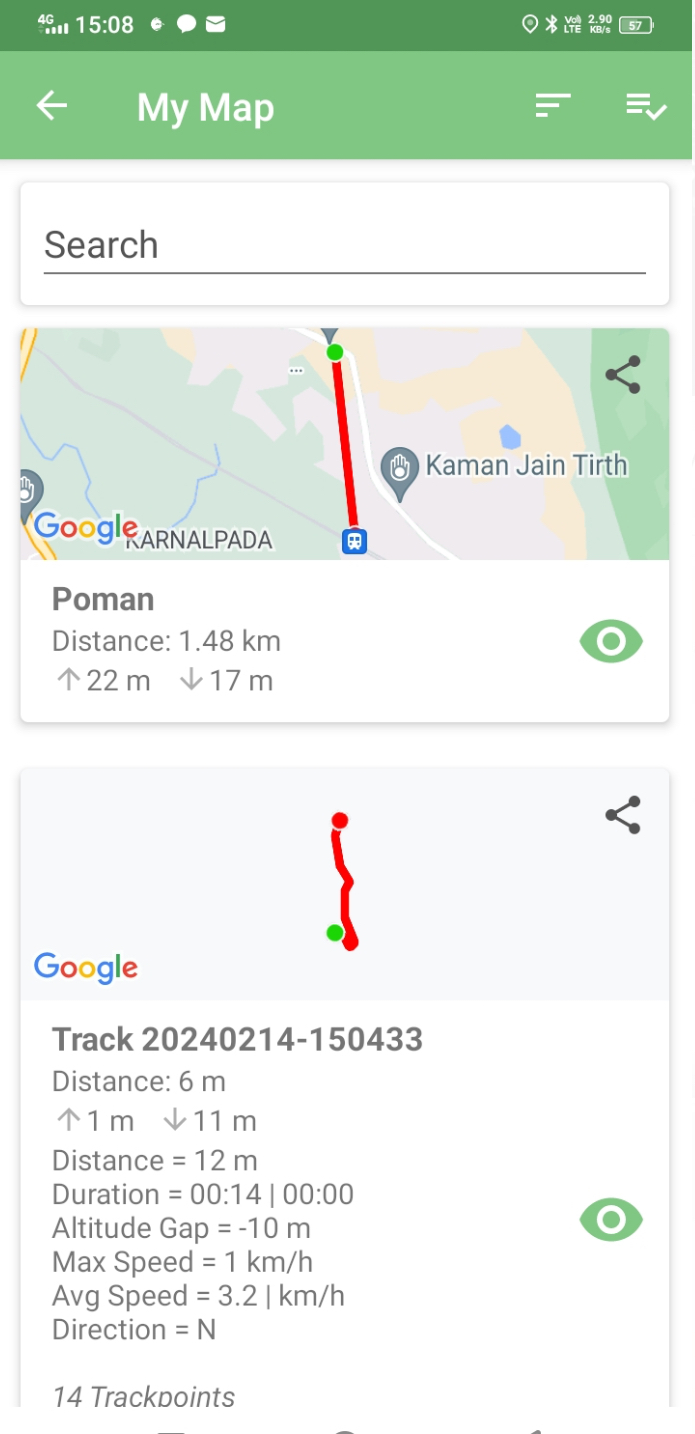 4G 15:08 Vol) LTE 2.90 KB/s 57
My Map
Search
...
Kaman Jain Tirth
Google
KARNALPADA
Poman
Distance: 1.48 km
↑ 22 m ↓ 17 m
Google
Track 20240214-150433
Distance: 6 m
↑ 1 m ↓ 11 m
Distance = 12 m
Duration = 00:14 | 00:00
Altitude Gap = -10 m
Max Speed = 1 km/h
Avg Speed = 3.2 | km/h
Direction = N
14 Trackpoints